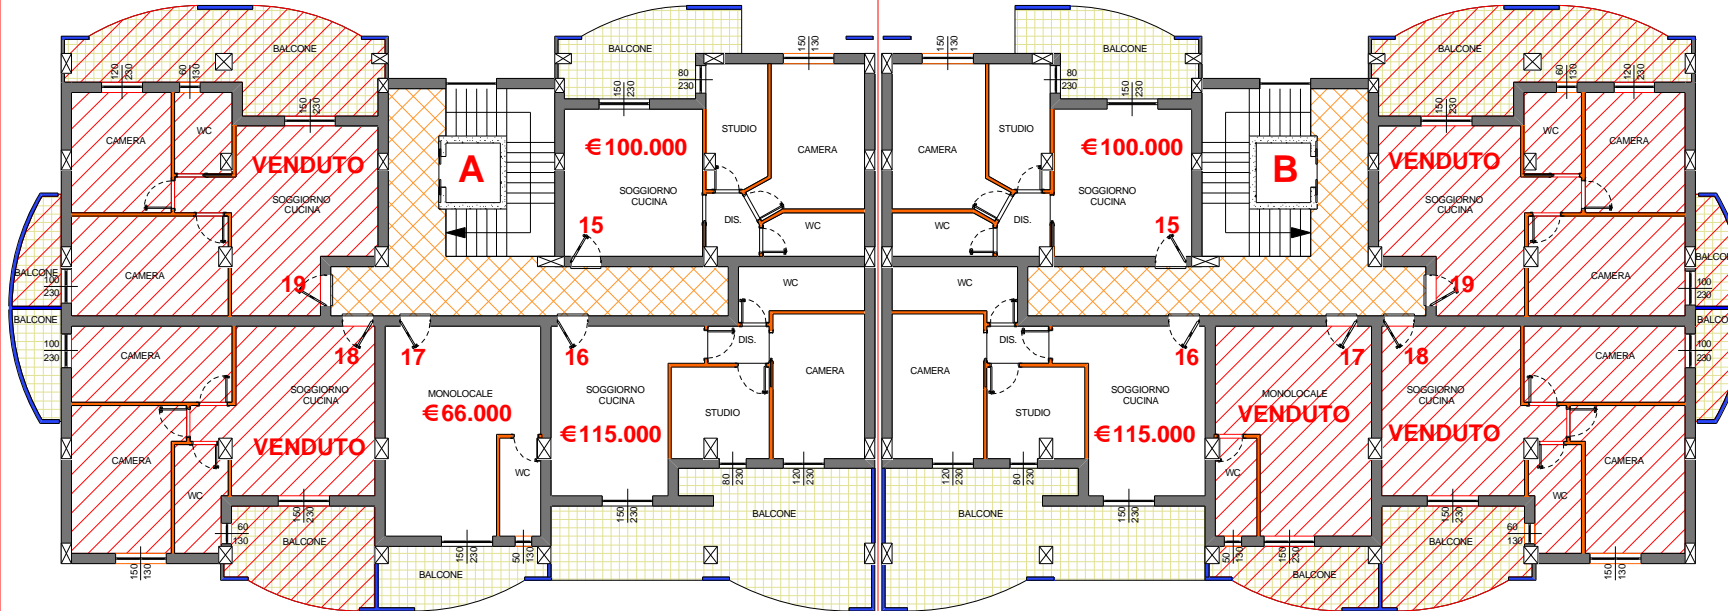 BALCONE
BALCONE
BALCONE
BALCONE
120
230
60
130
150
230
150
230
80
230
150
130
150
130
80
230
150
230
150
230
60
130
120
230
CAMERA
WC
VENDUTO
SOGGIORNO
CUCINA
A
€100.000
SOGGIORNO
CUCINA
15
STUDIO
CAMERA
DIS.
WC
CAMERA
STUDIO
WC
DIS.
€100.000
SOGGIORNO
CUCINA
15
B
VENDUTO
SOGGIORNO
CUCINA
WC
CAMERA
BALCONE
100
230
CAMERA
19
WC
WC
19
CAMERA
BALCONE
100
230
BALCONE
100
230
CAMERA
18
17
16
DIS.
DIS.
16
17
18
CAMERA
BALCONE
100
230
SOGGIORNO
CUCINA
VENDUTO
MONOLOCALE
€66.000
SOGGIORNO
CUCINA
€115.000
STUDIO
CAMERA
CAMERA
STUDIO
SOGGIORNO
CUCINA
€115.000
MONOLOCALE
VENDUTO
SOGGIORNO
CUCINA
VENDUTO
CAMERA
WC
WC
WC
WC
CAMERA
60
130
150
130
150
230
BALCONE
150
230
50
130
BALCONE
150
230
80
230
120
230
BALCONE
BALCONE
120
230
80
230
150
230
50
130
150
230
BALCONE
150
230
BALCONE
60
130
150
130